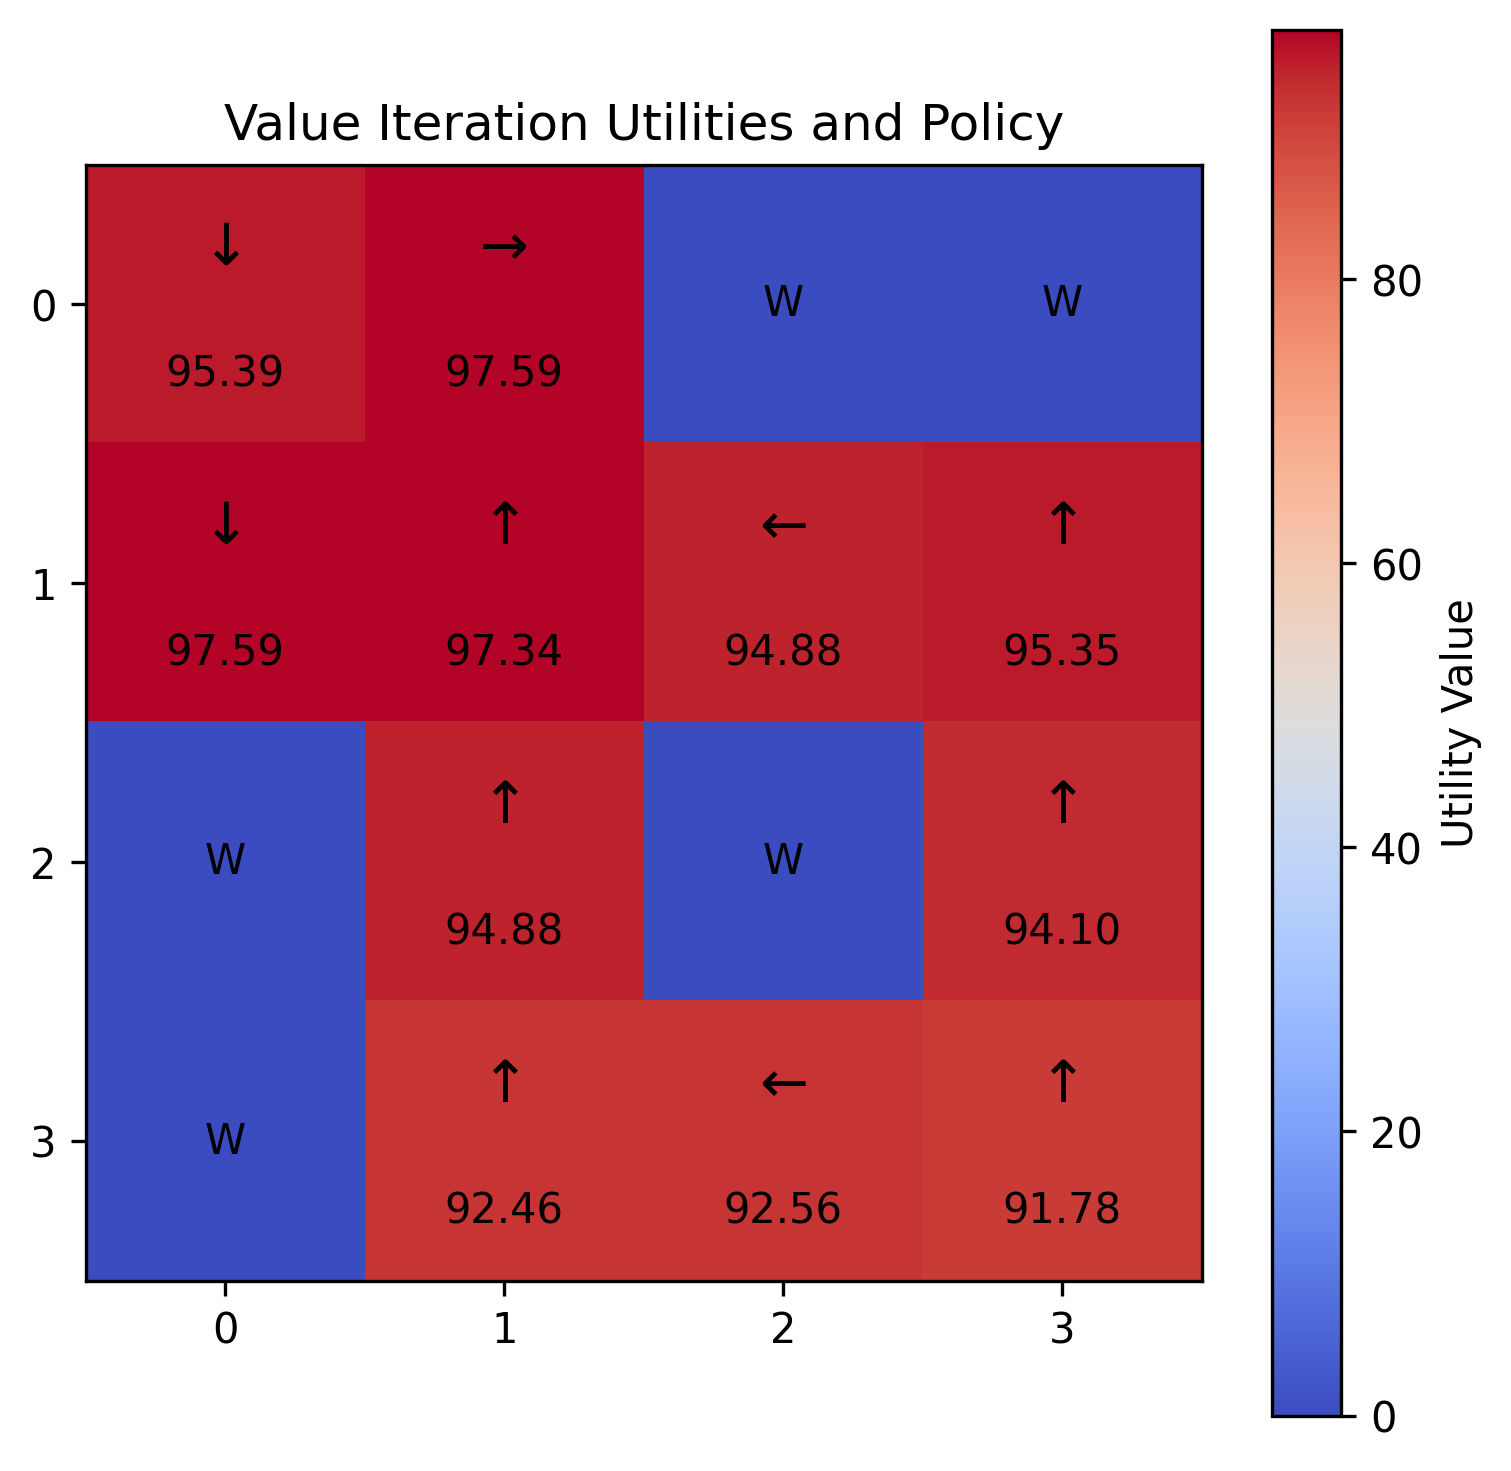 Value Iteration Utilities and Policy
↓ → W W
0
95.39 97.59
↓ ↑ ← ↑
1
97.59 97.34 94.88 95.35
W ↑ W ↑
2
94.88 94.10
W ↑ ← ↑
3
92.46 92.56 91.78
0 1 2 3
80
60
40
20
0
Utility Value